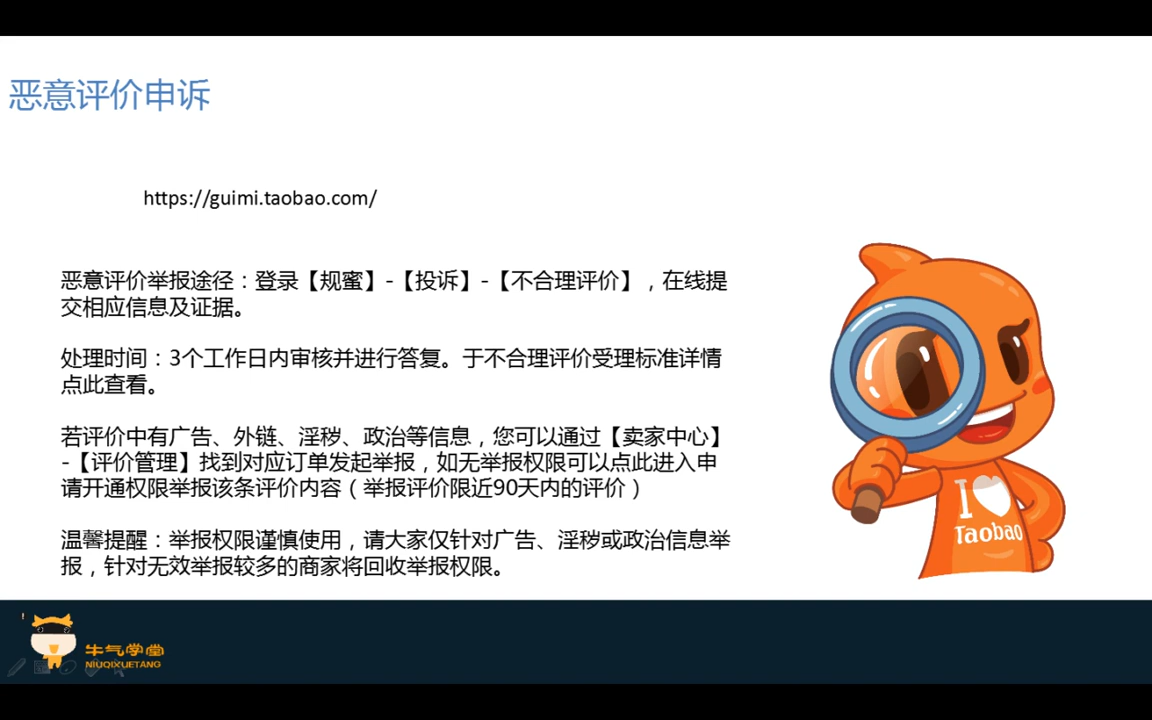 恶意评价申诉
https://guimi.taobao.com/
恶意评价举报途径：登录【规蜜】-【投诉】-【不合理评价】，在线提
交相应信息及证据。
处理时间：3个工作日内审核并进行答复。于不合理评价受理标准详情
点此查看。
若评价中有广告、外链、淫秽、政治等信息，您可以通过【卖家中心】
-【评价管理】找到对应订单发起举报，如无举报权限可以点此进入申
请开通权限举报该条评价内容（举报评价限近90天内的评价）
温馨提醒：举报权限谨慎使用，请大家仅针对广告、淫秽或政治信息举
报，针对无效举报较多的商家将回收举报权限。
I
Taobao
牛气学堂
NIUQIXUETANG